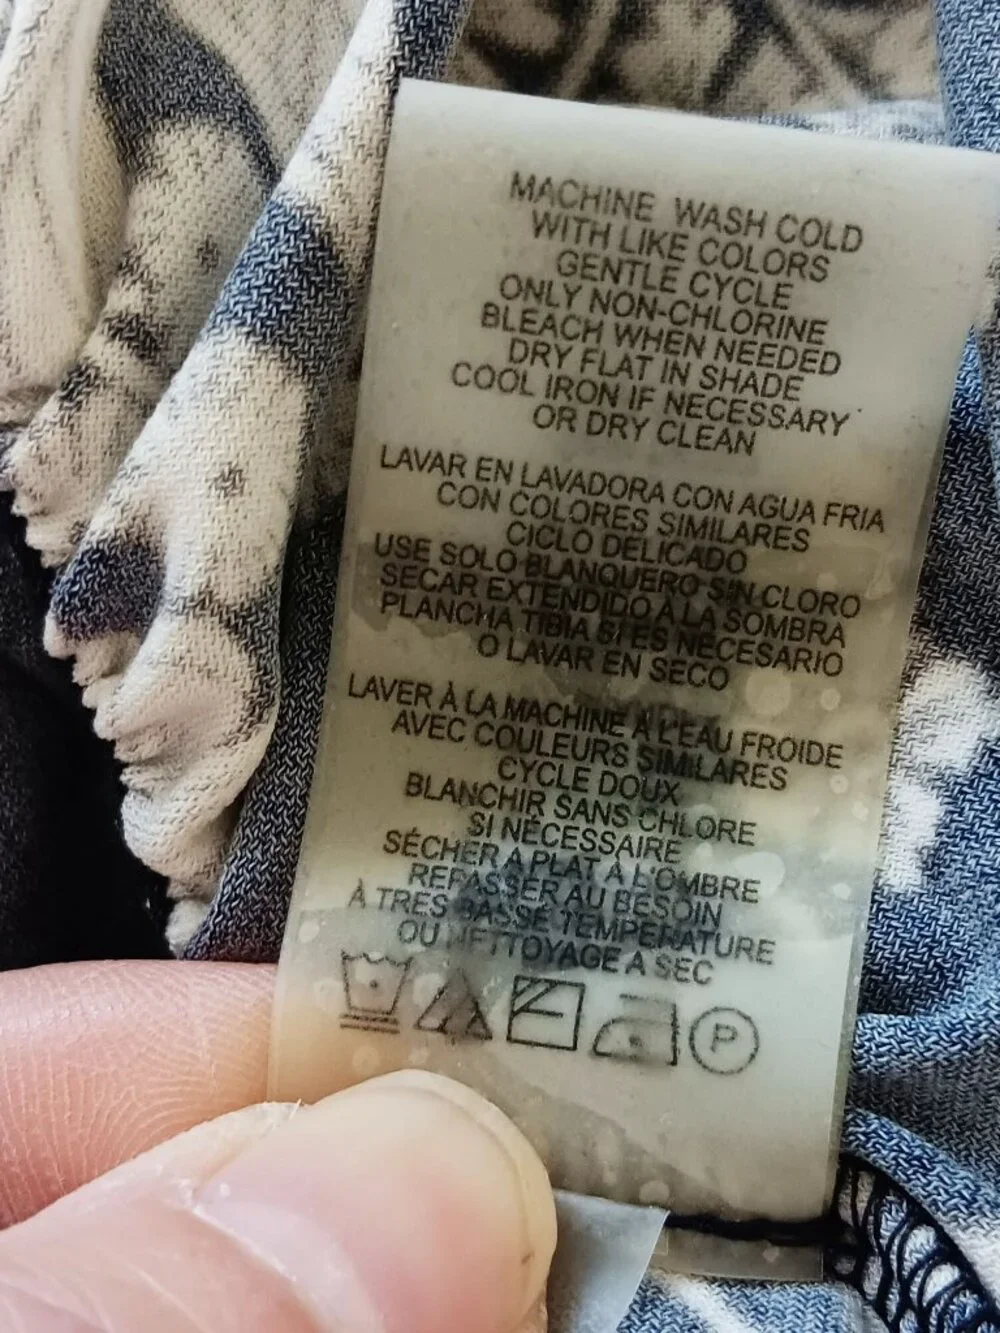 MACHINE WASH COLD
WITH LIKE COLORS
GENTLE CYCLE
ONLY NON-CHLORINE
BLEACH WHEN NEEDED
DRY FLAT IN SHADE
COOL IRON IF NECESSARY
OR DRY CLEAN
LAVAR EN LAVADORA CON AGUA FRIA
CON COLORES SIMILARES
CICLO DELICADO
USE SOLO BLANQUERO SIN CLORO
SECAR EXTENDIDO A LA SOMBRA
PLANCHA TIBIA SI ES NECESARIO
O LAVAR EN SECO
LAVER À LA MACHINE A L'EAU FROIDE
AVEC COULEURS SIMILARES
CYCLE DOUX
BLANCHIR SANS CHLORE
SI NÉCESSAIRE
SÉCHER A PLAT À L'OMBRE
REPASSER AU BESOIN
À TRÉS BASSE TEMPERATURE
OU NETTOYAGE A SEC
P